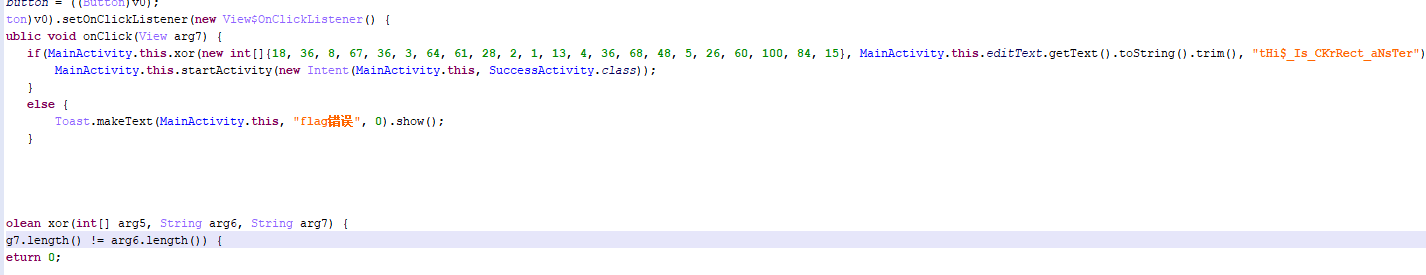 button = ((Button)v0);
ton)v0).setOnClickListener(new View$OnClickListener() {
ublic void onClick(View arg7) {
if(MainActivity.this.xor(new int[]{18, 36, 8, 67, 36, 3, 64, 61, 28, 2, 1, 13, 4, 36, 68, 48, 5, 26, 60, 100, 84, 15}, MainActivity.this.editText.getText().toString().trim(), "tHi$_Is_CKrRect_aNsTer")
MainActivity.this.startActivity(new Intent(MainActivity.this, SuccessActivity.class));
}
else {
Toast.makeText(MainActivity.this, "flag错误", 0).show();
}
olean xor(int[] arg5, String arg6, String arg7) {
g7.length() != arg6.length()) {
eturn 0;